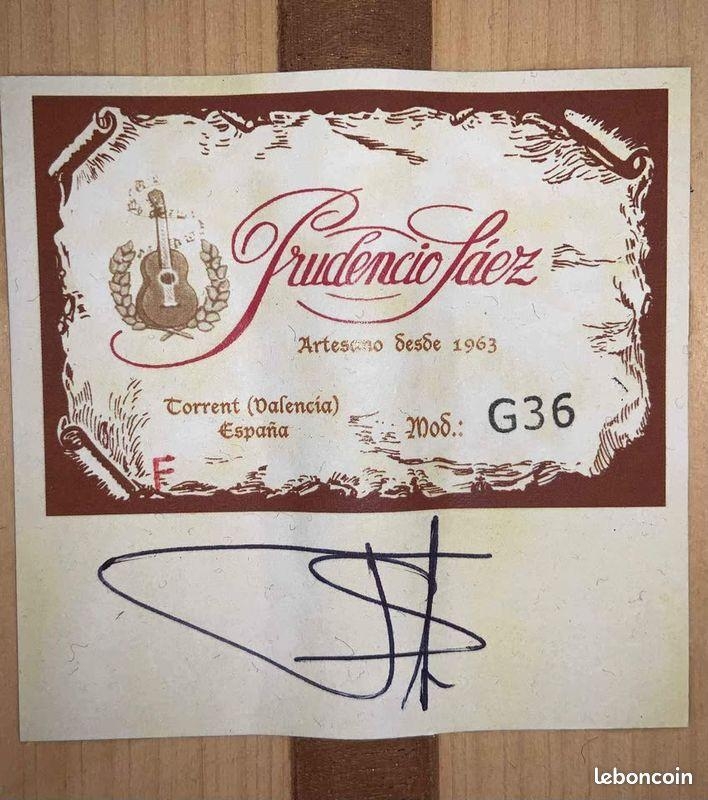 Prudencio Sáez
Artesano desde 1963
Torrent (Valencia)
España
Mod.: G36
F
leboncoin